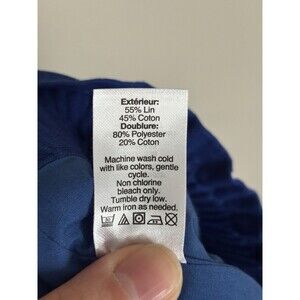 Extérieur:
55% Lin
45% Coton
Doublure:
80% Polyester
20% Coton
Machine wash cold
with like colors, gentle
cycle.
Non chlorine
bleach only.
Tumble dry low.
Warm iron as needed.